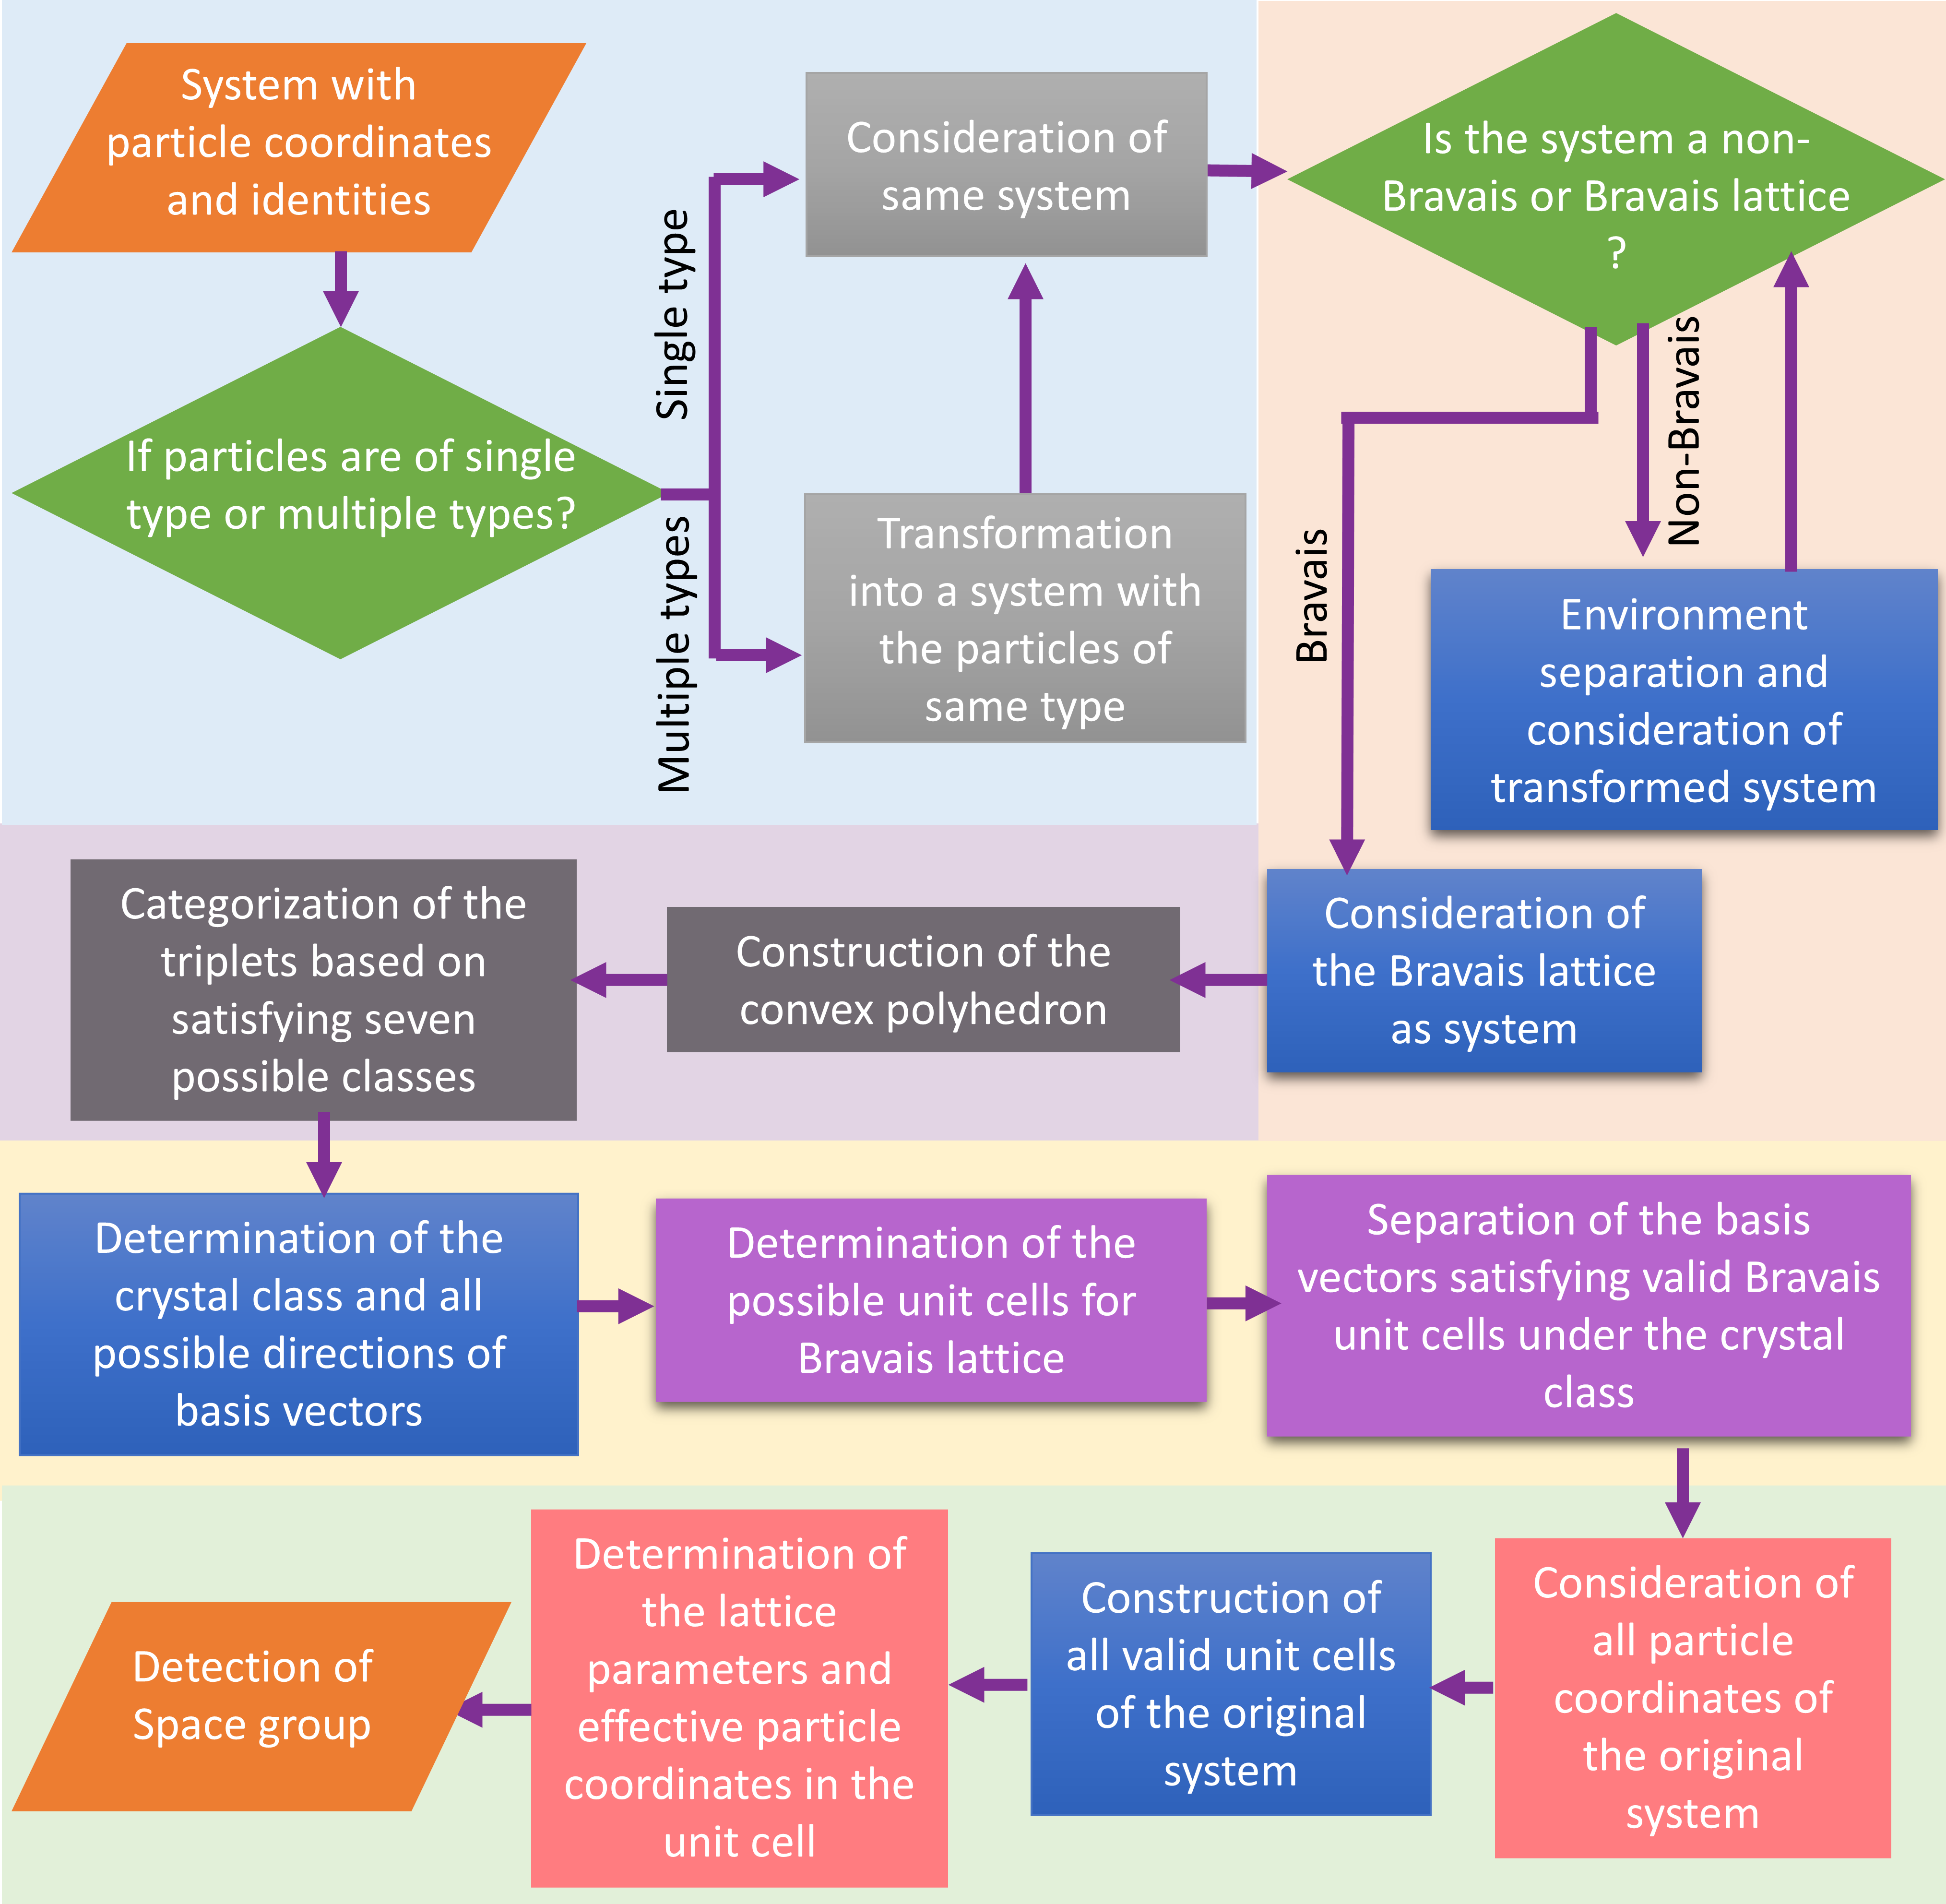 System with
particle coordinates
and identities
If particles are of single
type or multiple types?
Single type
Multiple types
Consideration of
same system
Transformation
into a system with
the particles of
same type
Is the system a non-
Bravais or Bravais lattice
?
Bravais
Non-Bravais
Environment
separation and
consideration of
transformed system
Consideration of
the Bravais lattice
as system
Construction of the
convex polyhedron
Categorization of the
triplets based on
satisfying seven
possible classes
Determination of the
crystal class and all
possible directions of
basis vectors
Determination of the
possible unit cells for
Bravais lattice
Separation of the basis
vectors satisfying valid Bravais
unit cells under the crystal
class
Consideration of
all particle
coordinates of
the original
system
Construction of
all valid unit cells
of the original
system
Determination of
the lattice
parameters and
effective particle
coordinates in the
unit cell
Detection of
Space group